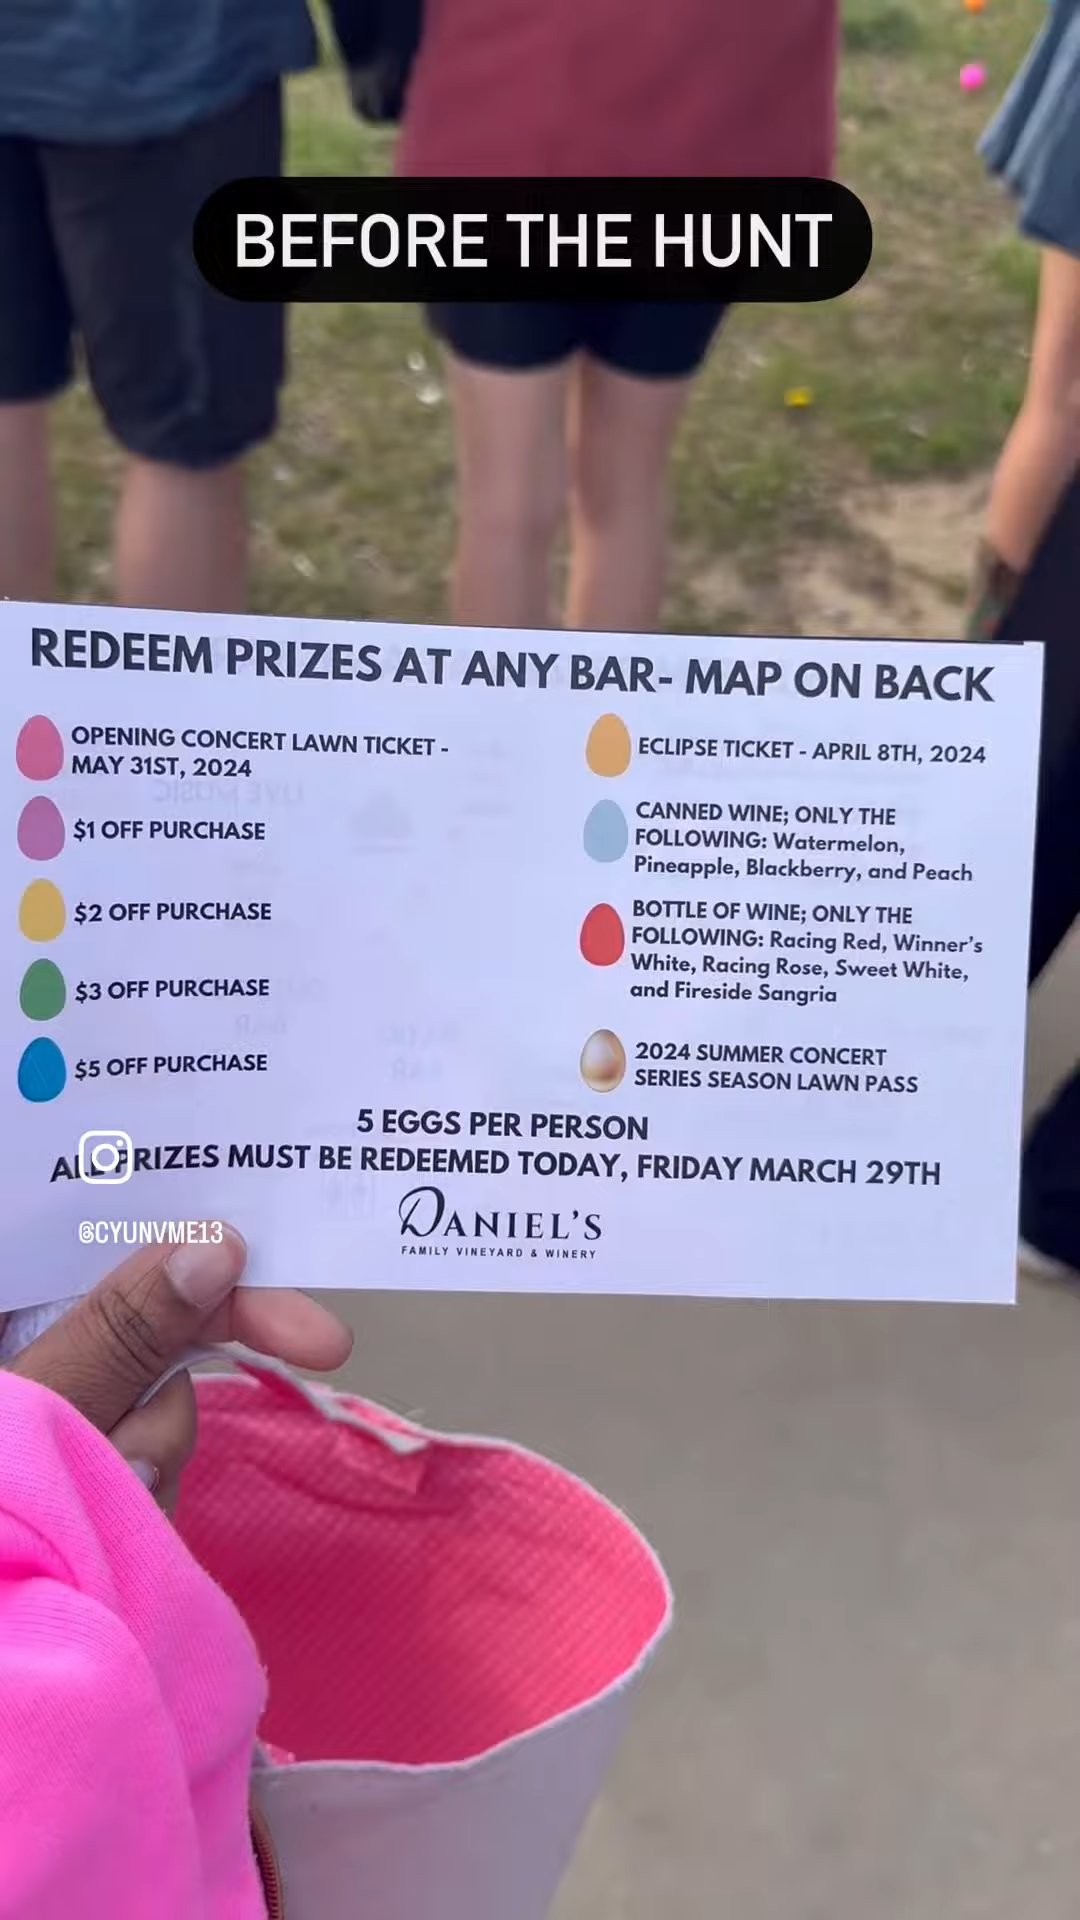 BEFORE THE HUNT
REDEEM PRIZES AT ANY BAR- MAP ON BACK
OPENING CONCERT LAWN TICKET -
MAY 31ST, 2024
$1 OFF PURCHASE
$2 OFF PURCHASE
$3 OFF PURCHASE
$5 OFF PURCHASE
ECLIPSE TICKET - APRIL 8TH, 2024
CANNED WINE; ONLY THE
FOLLOWING: Watermelon,
Pineapple, Blackberry, and Peach
BOTTLE OF WINE; ONLY THE
FOLLOWING: Racing Red, Winner's
White, Racing Rose, Sweet White,
and Fireside Sangria
2024 SUMMER CONCERT
SERIES SEASON LAWN PASS
5 EGGS PER PERSON
ALL PRIZES MUST BE REDEEMED TODAY, FRIDAY MARCH 29TH
DANIEL'S
FAMILY VINEYARD & WINERY
@CYUNVME13